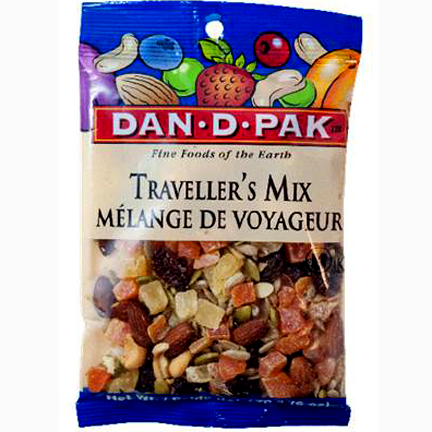 DAN·D·PAK
Fine Foods of the Earth
TRAVELLER'S MIX
MÉLANGE DE VOYAGEUR